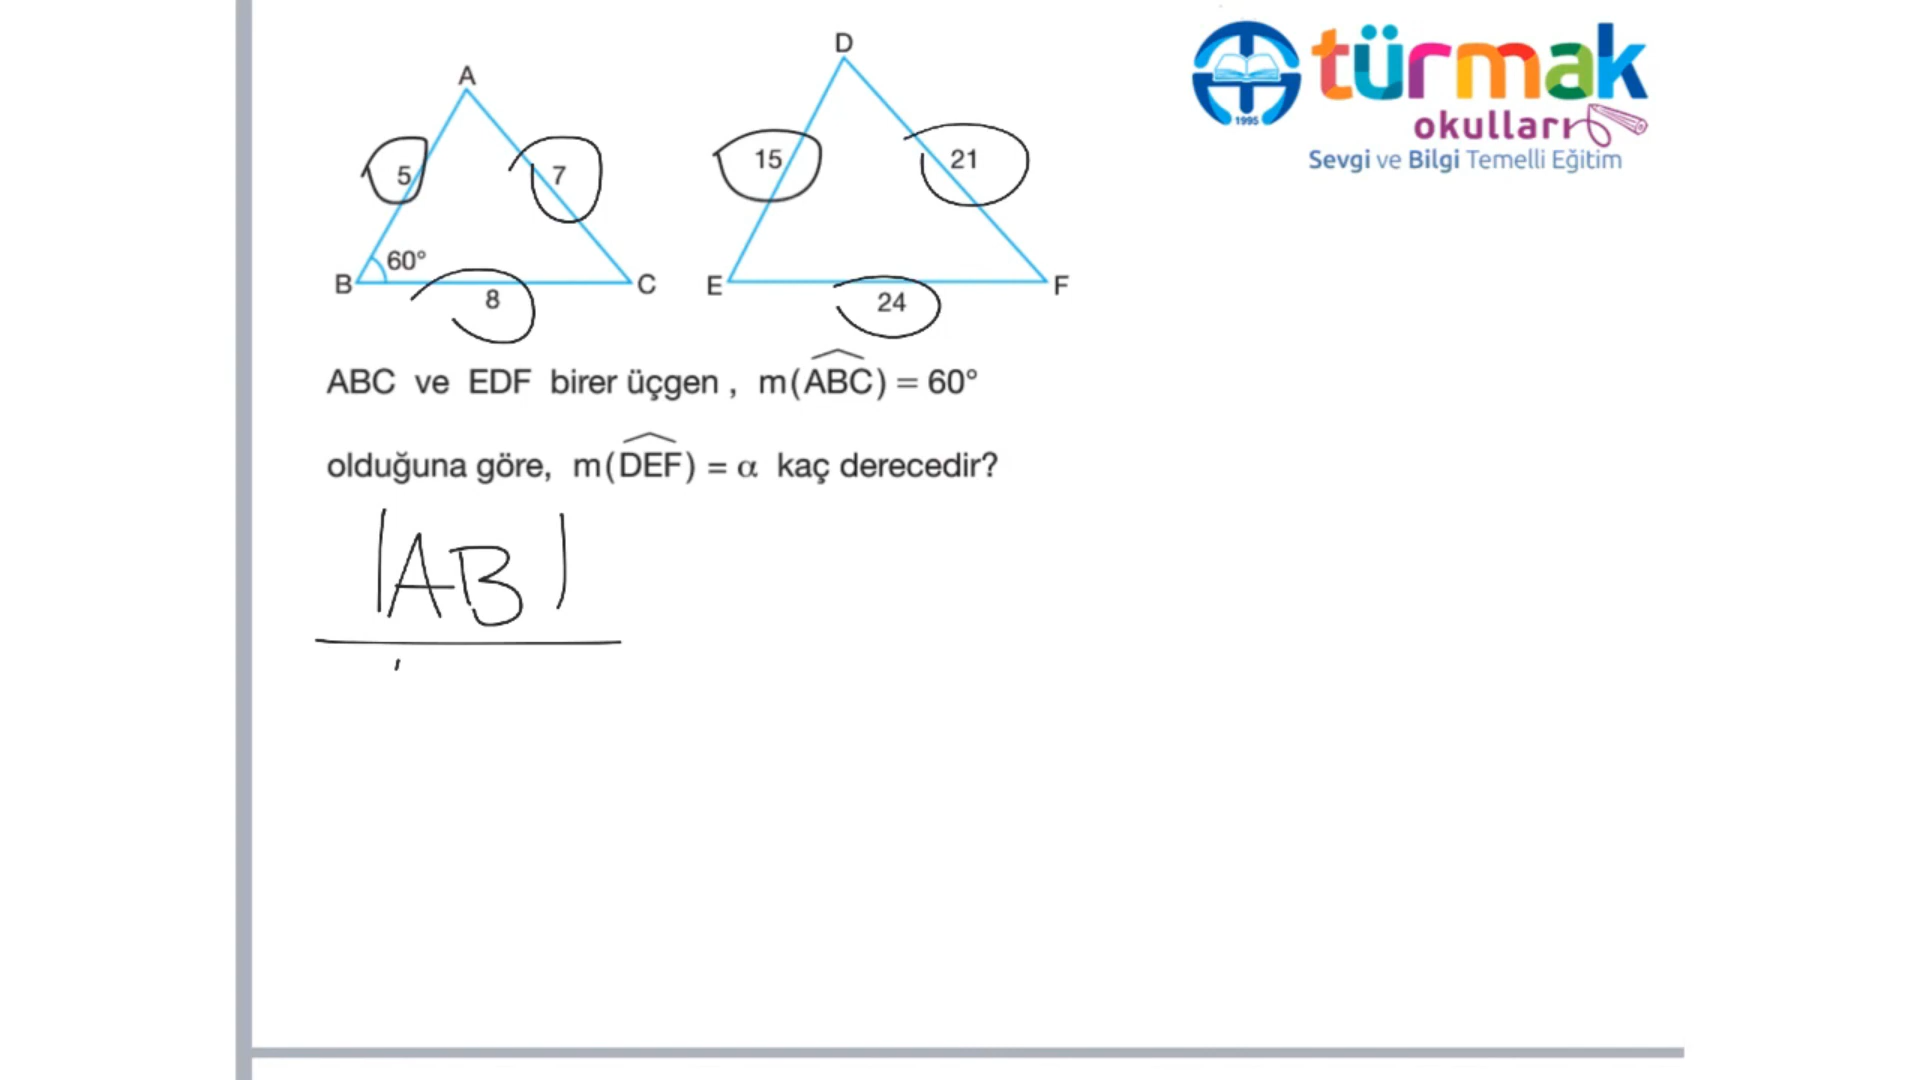 D
A
5
7
15
21
60°
B
C
8
E
F
24
ABC ve EDF birer üçgen , m(ABC) = 60°
olduğuna göre, m(DEF) = α kaç derecedir?
|AB|
1995
türmak
okulları
Sevgi ve Bilgi Temelli Eğitim